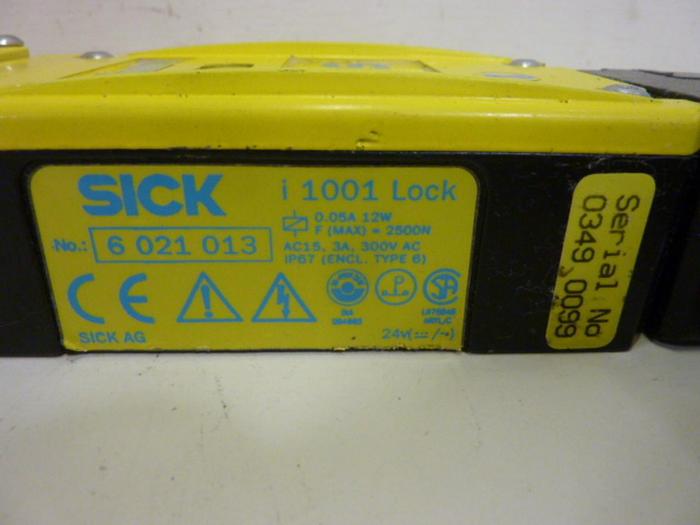 SICK
i 1001 Lock
0.05A 12W
F (MAX) = 2500N
No.: 6 021 013
AC15, 3A, 300V AC
IP67 (ENCL. TYPE 6)
CE
SICK AG
24V
Serial No
0349 0099